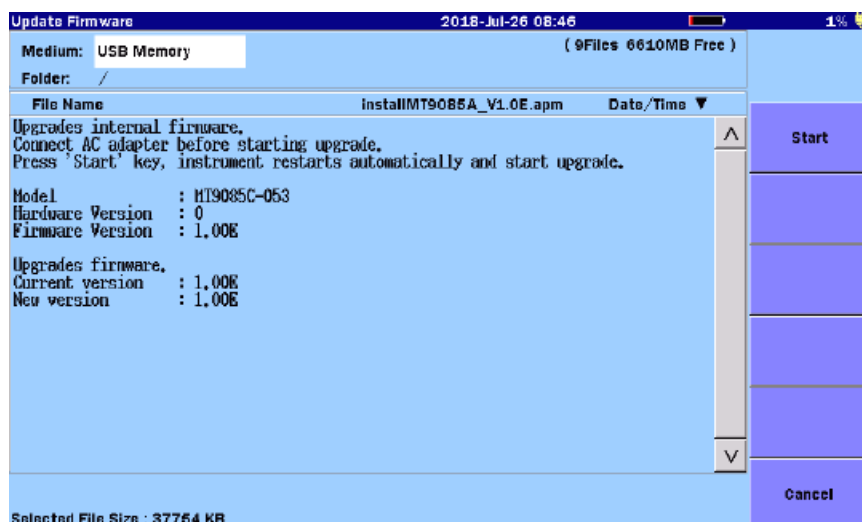 Update Firmware 2018-Jul-26 08:46 1%
Medium: USB Memory (9Files 6610MB Free)
Folder: /
File Name installMT9085A_V1.0E.apm Date/Time ▼
Upgrades internal firmware.
Connect AC adapter before starting upgrade.
Press 'Start' key, instrument restarts automatically and start upgrade.
Start
Model : MT9085C-053
Hardware Version : 0
Firmware Version : 1.00E
Upgrades firmware.
Current version : 1.00E
New version : 1.00E
Cancel
Selected File Size : 37764 KB